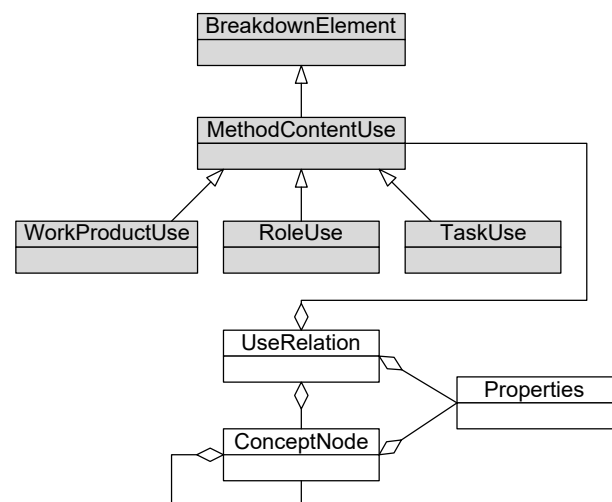 BreakdownElement
MethodContentUse
WorkProductUse
RoleUse
TaskUse
UseRelation
Properties
ConceptNode